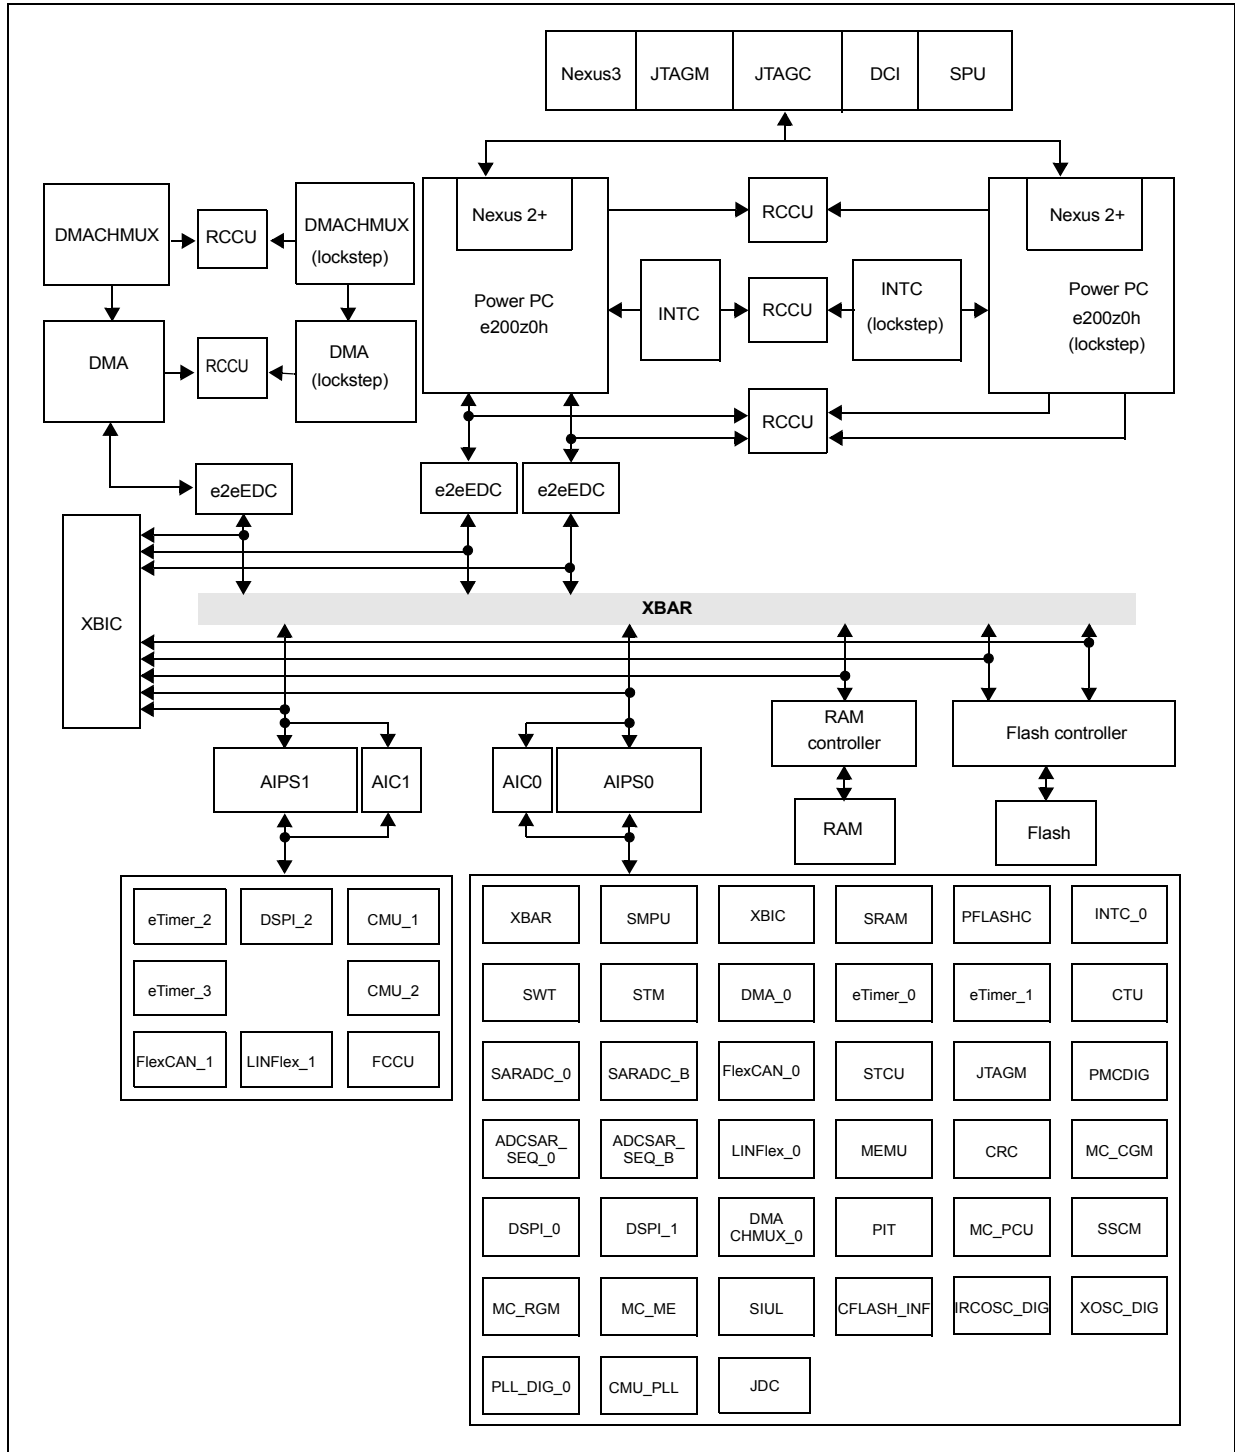 Nexus3 JTAGM JTAGC DCI SPU
DMACHMUX
RCCU
DMACHMUX
(lockstep)
Nexus 2+
RCCU
Nexus 2+
Power PC
e200z0h
INTC
RCCU
INTC
(lockstep)
Power PC
e200z0h
(lockstep)
DMA
RCCU
DMA
(lockstep)
RCCU
e2eEDC
e2eEDC
e2eEDC
XBIC
XBAR
RAM
controller
Flash controller
AIPS1
AIC1
AIC0
AIPS0
RAM
Flash
eTimer_2 DSPI_2 CMU_1
eTimer_3 CMU_2
FlexCAN_1 LINFlex_1 FCCU
XBAR SMPU XBIC SRAM PFLASHC INTC_0
SWT STM DMA_0 eTimer_0 eTimer_1 CTU
SARADC_0 SARADC_B FlexCAN_0 STCU JTAGM PMCDIG
ADCSAR_
SEQ_0
ADCSAR_
SEQ_B
LINFlex_0 MEMU CRC MC_CGM
DSPI_0 DSPI_1
DMA
CHMUX_0
PIT MC_PCU SSCM
MC_RGM MC_ME SIUL CFLASH_INF IRCOSC_DIG XOSC_DIG
PLL_DIG_0 CMU_PLL JDC